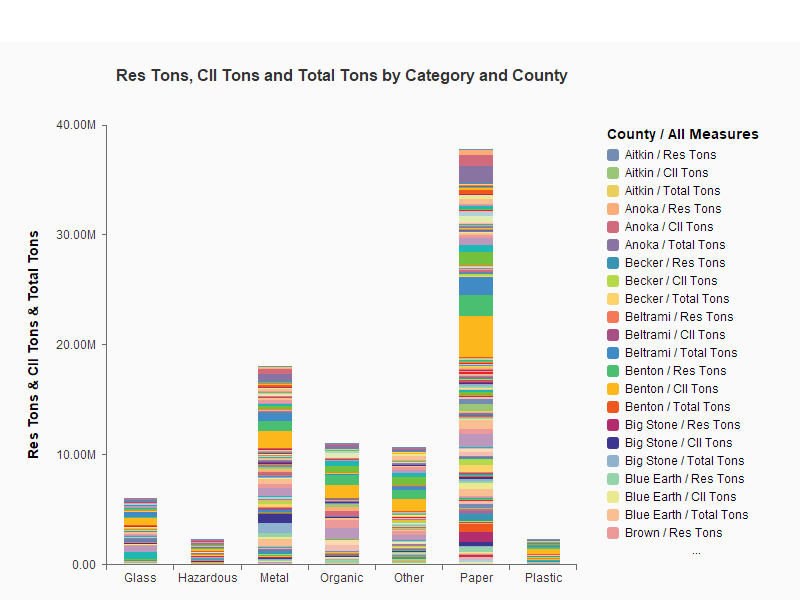 Res Tons, CII Tons and Total Tons by Category and County
Res Tons & CII Tons & Total Tons
40.00M
30.00M
20.00M
10.00M
0.00
Glass
Hazardous
Metal
Organic
Other
Paper
Plastic
County / All Measures
Aitkin / Res Tons
Aitkin / CII Tons
Aitkin / Total Tons
Anoka / Res Tons
Anoka / CII Tons
Anoka / Total Tons
Becker / Res Tons
Becker / CII Tons
Becker / Total Tons
Beltrami / Res Tons
Beltrami / CII Tons
Beltrami / Total Tons
Benton / Res Tons
Benton / CII Tons
Benton / Total Tons
Big Stone / Res Tons
Big Stone / CII Tons
Big Stone / Total Tons
Blue Earth / Res Tons
Blue Earth / CII Tons
Blue Earth / Total Tons
Brown / Res Tons
...